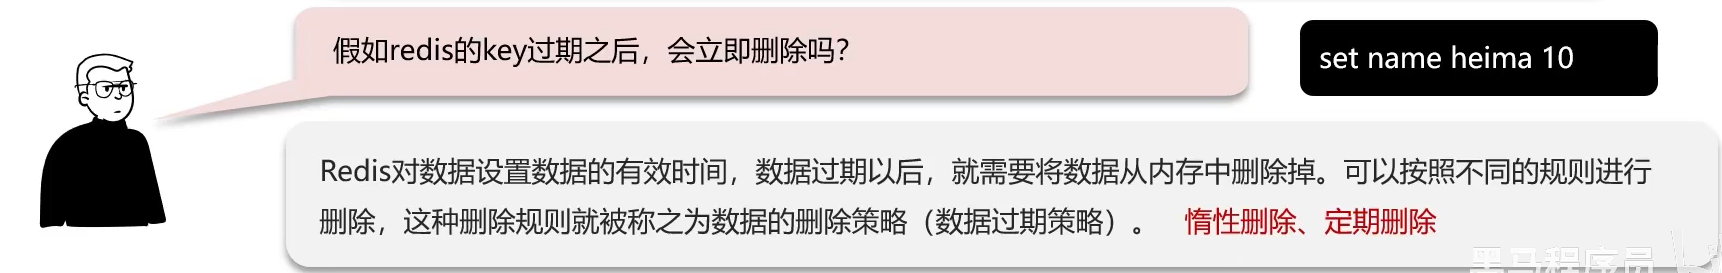 假如redis的key过期之后，会立即删除吗？
set name heima 10
Redis对数据设置数据的有效时间，数据过期以后，就需要将数据从内存中删除掉。可以按照不同的规则进行
删除，这种删除规则就被称之为数据的删除策略（数据过期策略）。 惰性删除、定期删除
黑马程序员